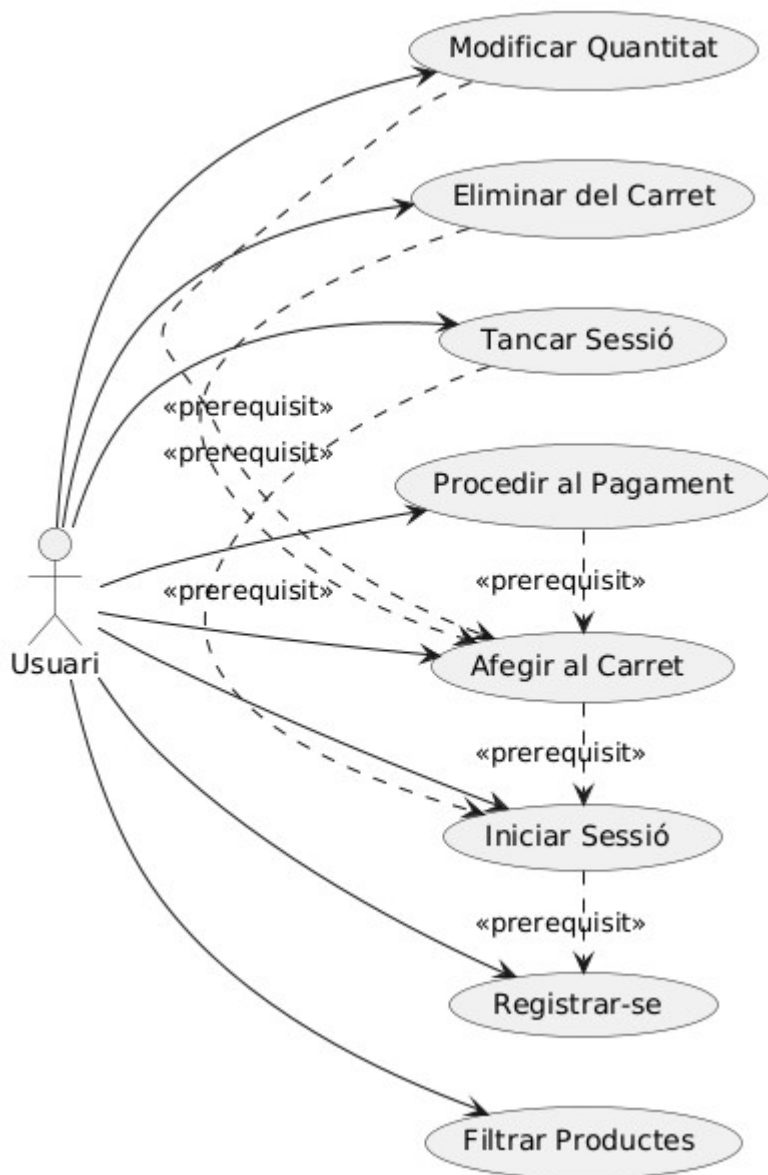 Modificar Quantitat
Eliminar del Carret
Tancar Sessió
«prerequisit»
«prerequisit»
Procedir al Pagament
«prerequisit»
«prerequisit»
Usuari
Afegir al Carret
«prerequisit»
Iniciar Sessió
«prerequisit»
Registrar-se
Filtrar Productes